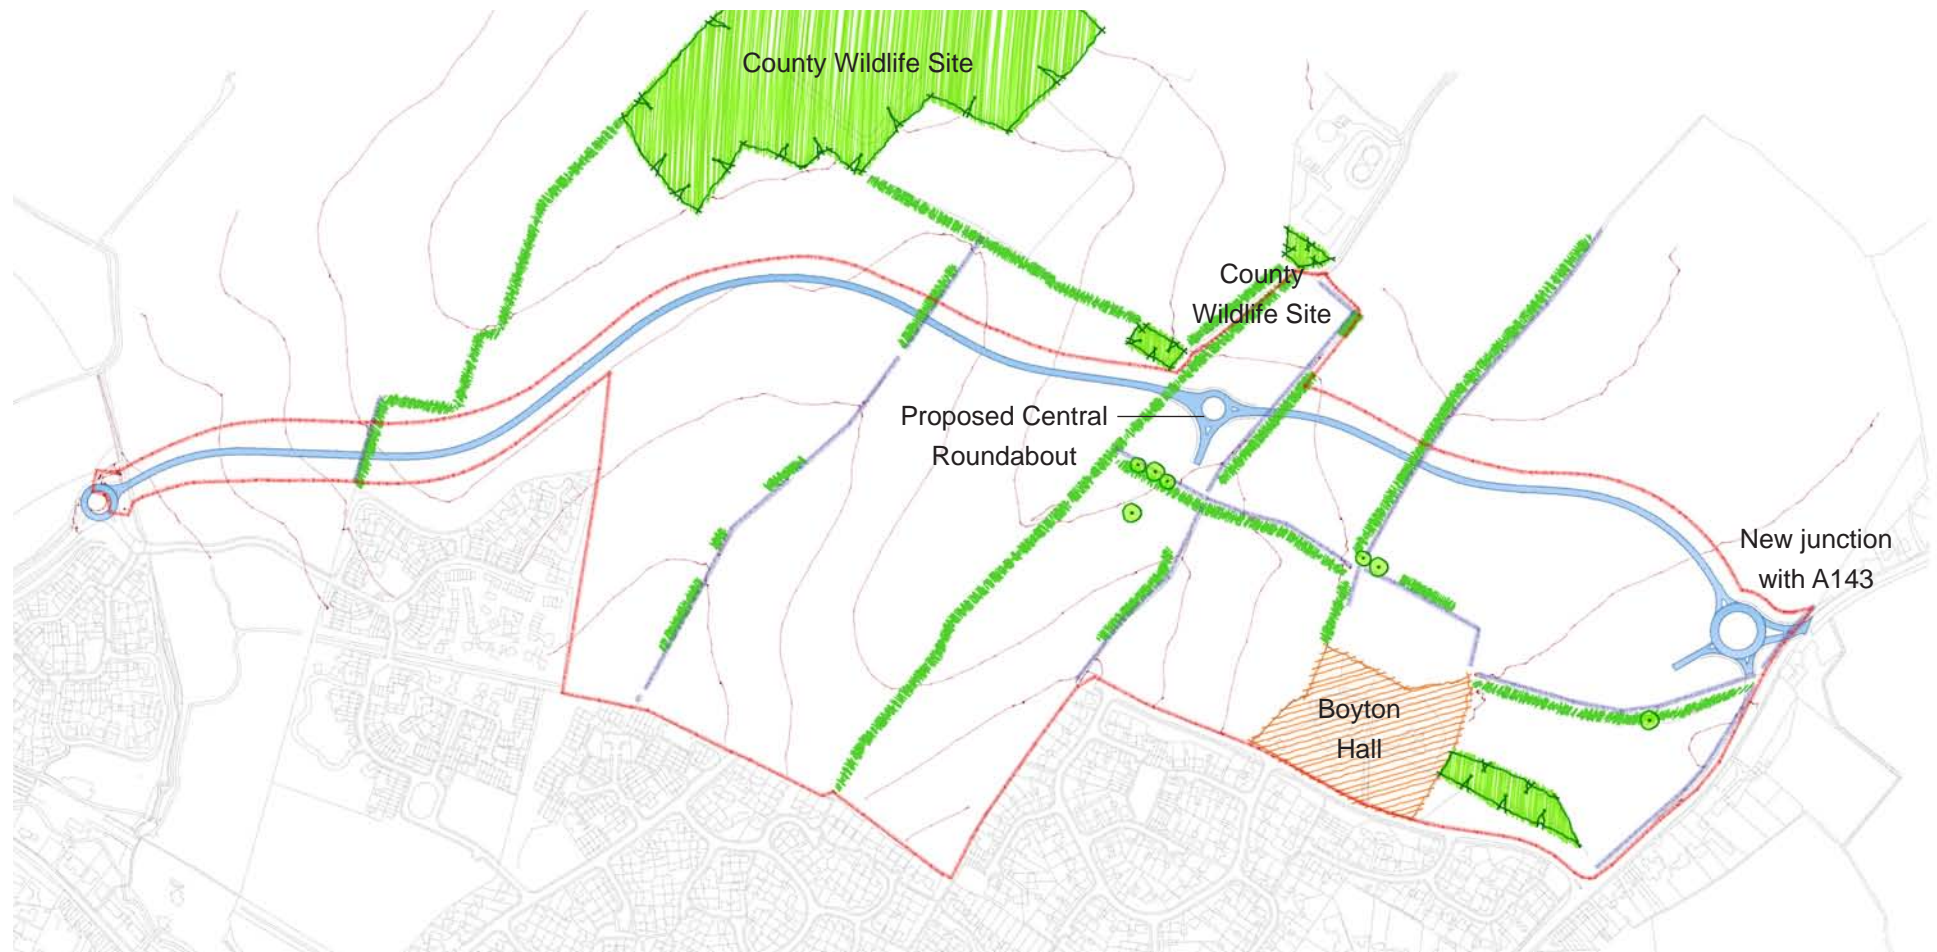 County Wildlife Site
County
Wildlife Site
Proposed Central
Roundabout
New junction
with A143
Boyton
Hall